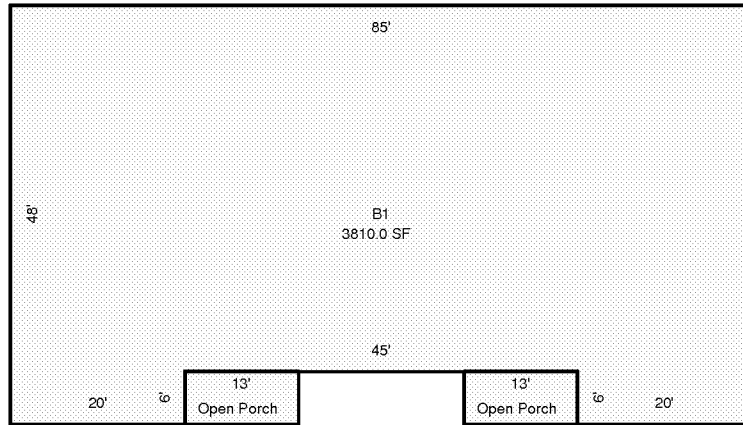 85'
48'
B1
3810.0 SF
45'
20'
6'
13'
Open Porch
13'
Open Porch
6'
20'